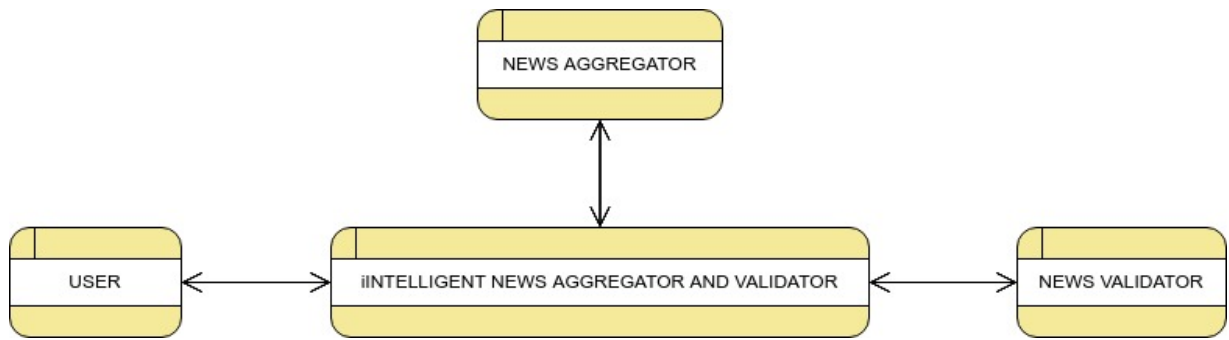 NEWS AGGREGATOR
USER
iINTELLIGENT NEWS AGGREGATOR AND VALIDATOR
NEWS VALIDATOR